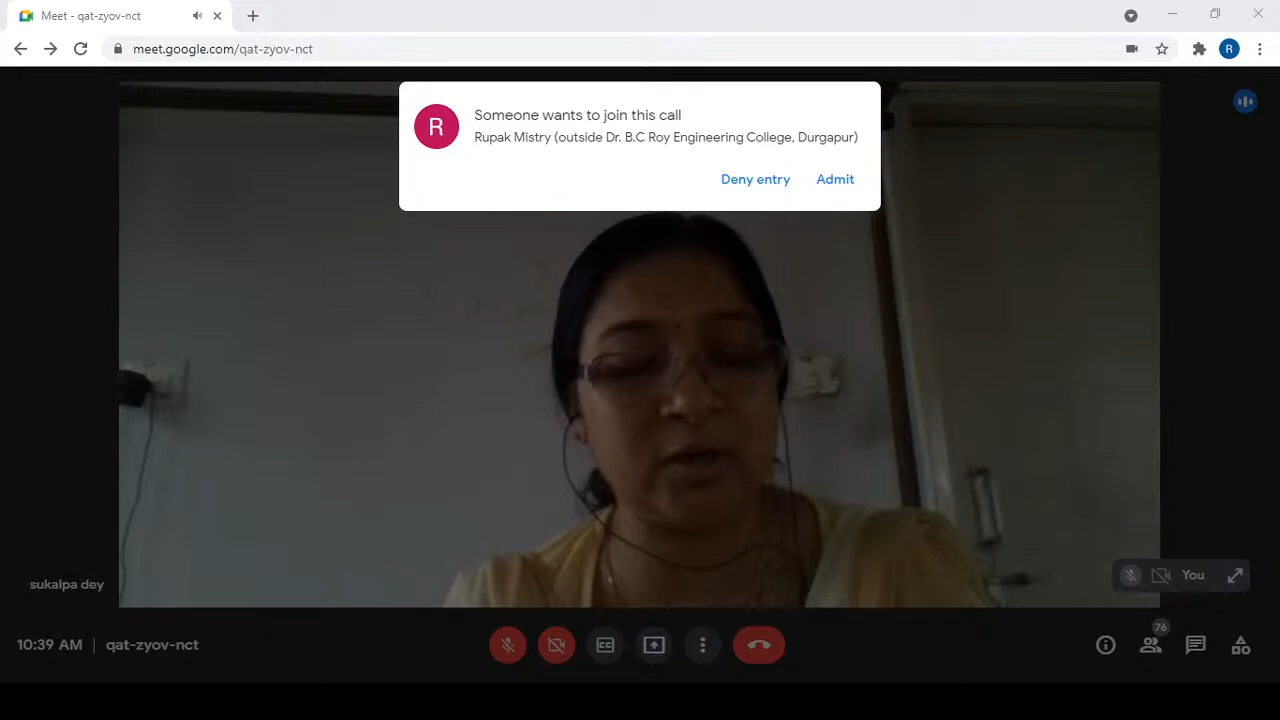 Meet - qat-zyov-nct
meet.google.com/qat-zyov-nct
R
R
Someone wants to join this call
Rupak Mistry (outside Dr. B.C Roy Engineering College, Durgapur)
Deny entry
Admit
sukalpa dey
You
10:39 AM | qat-zyov-nct
CC
76